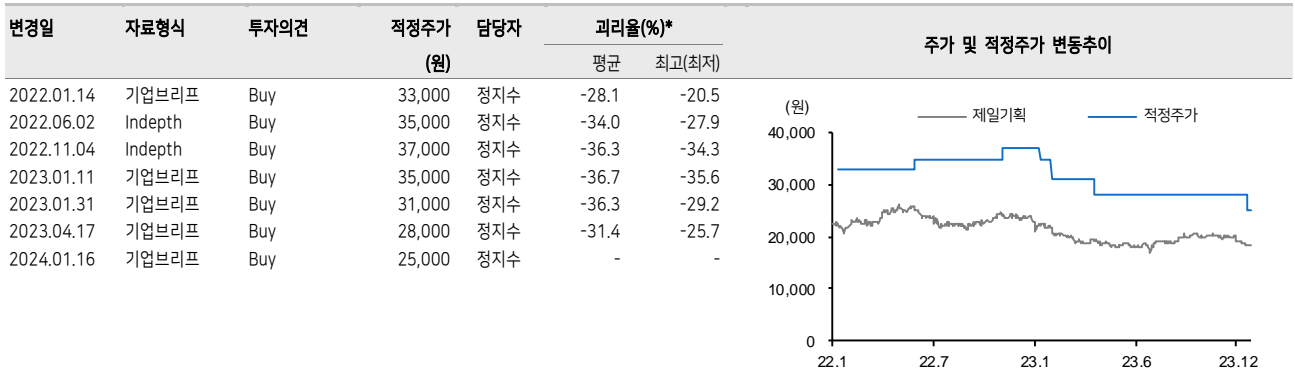 변경일 자료형식 투자의견 적정주가 담당자 괴리율(%)* 주가 및 적정주가 변동추이
(원) 평균 최고(최저)
2022.01.14 기업브리프 Buy 33,000 정지수 -28.1 -20.5
2022.06.02 Indepth Buy 35,000 정지수 -34.0 -27.9
2022.11.04 Indepth Buy 37,000 정지수 -36.3 -34.3
2023.01.11 기업브리프 Buy 35,000 정지수 -36.7 -35.6
2023.01.31 기업브리프 Buy 31,000 정지수 -36.3 -29.2
2023.04.17 기업브리프 Buy 28,000 정지수 -31.4 -25.7
2024.01.16 기업브리프 Buy 25,000 정지수 - -
(원) 제일기획 적정주가
40,000
30,000
20,000
10,000
0
22.1 22.7 23.1 23.6 23.12